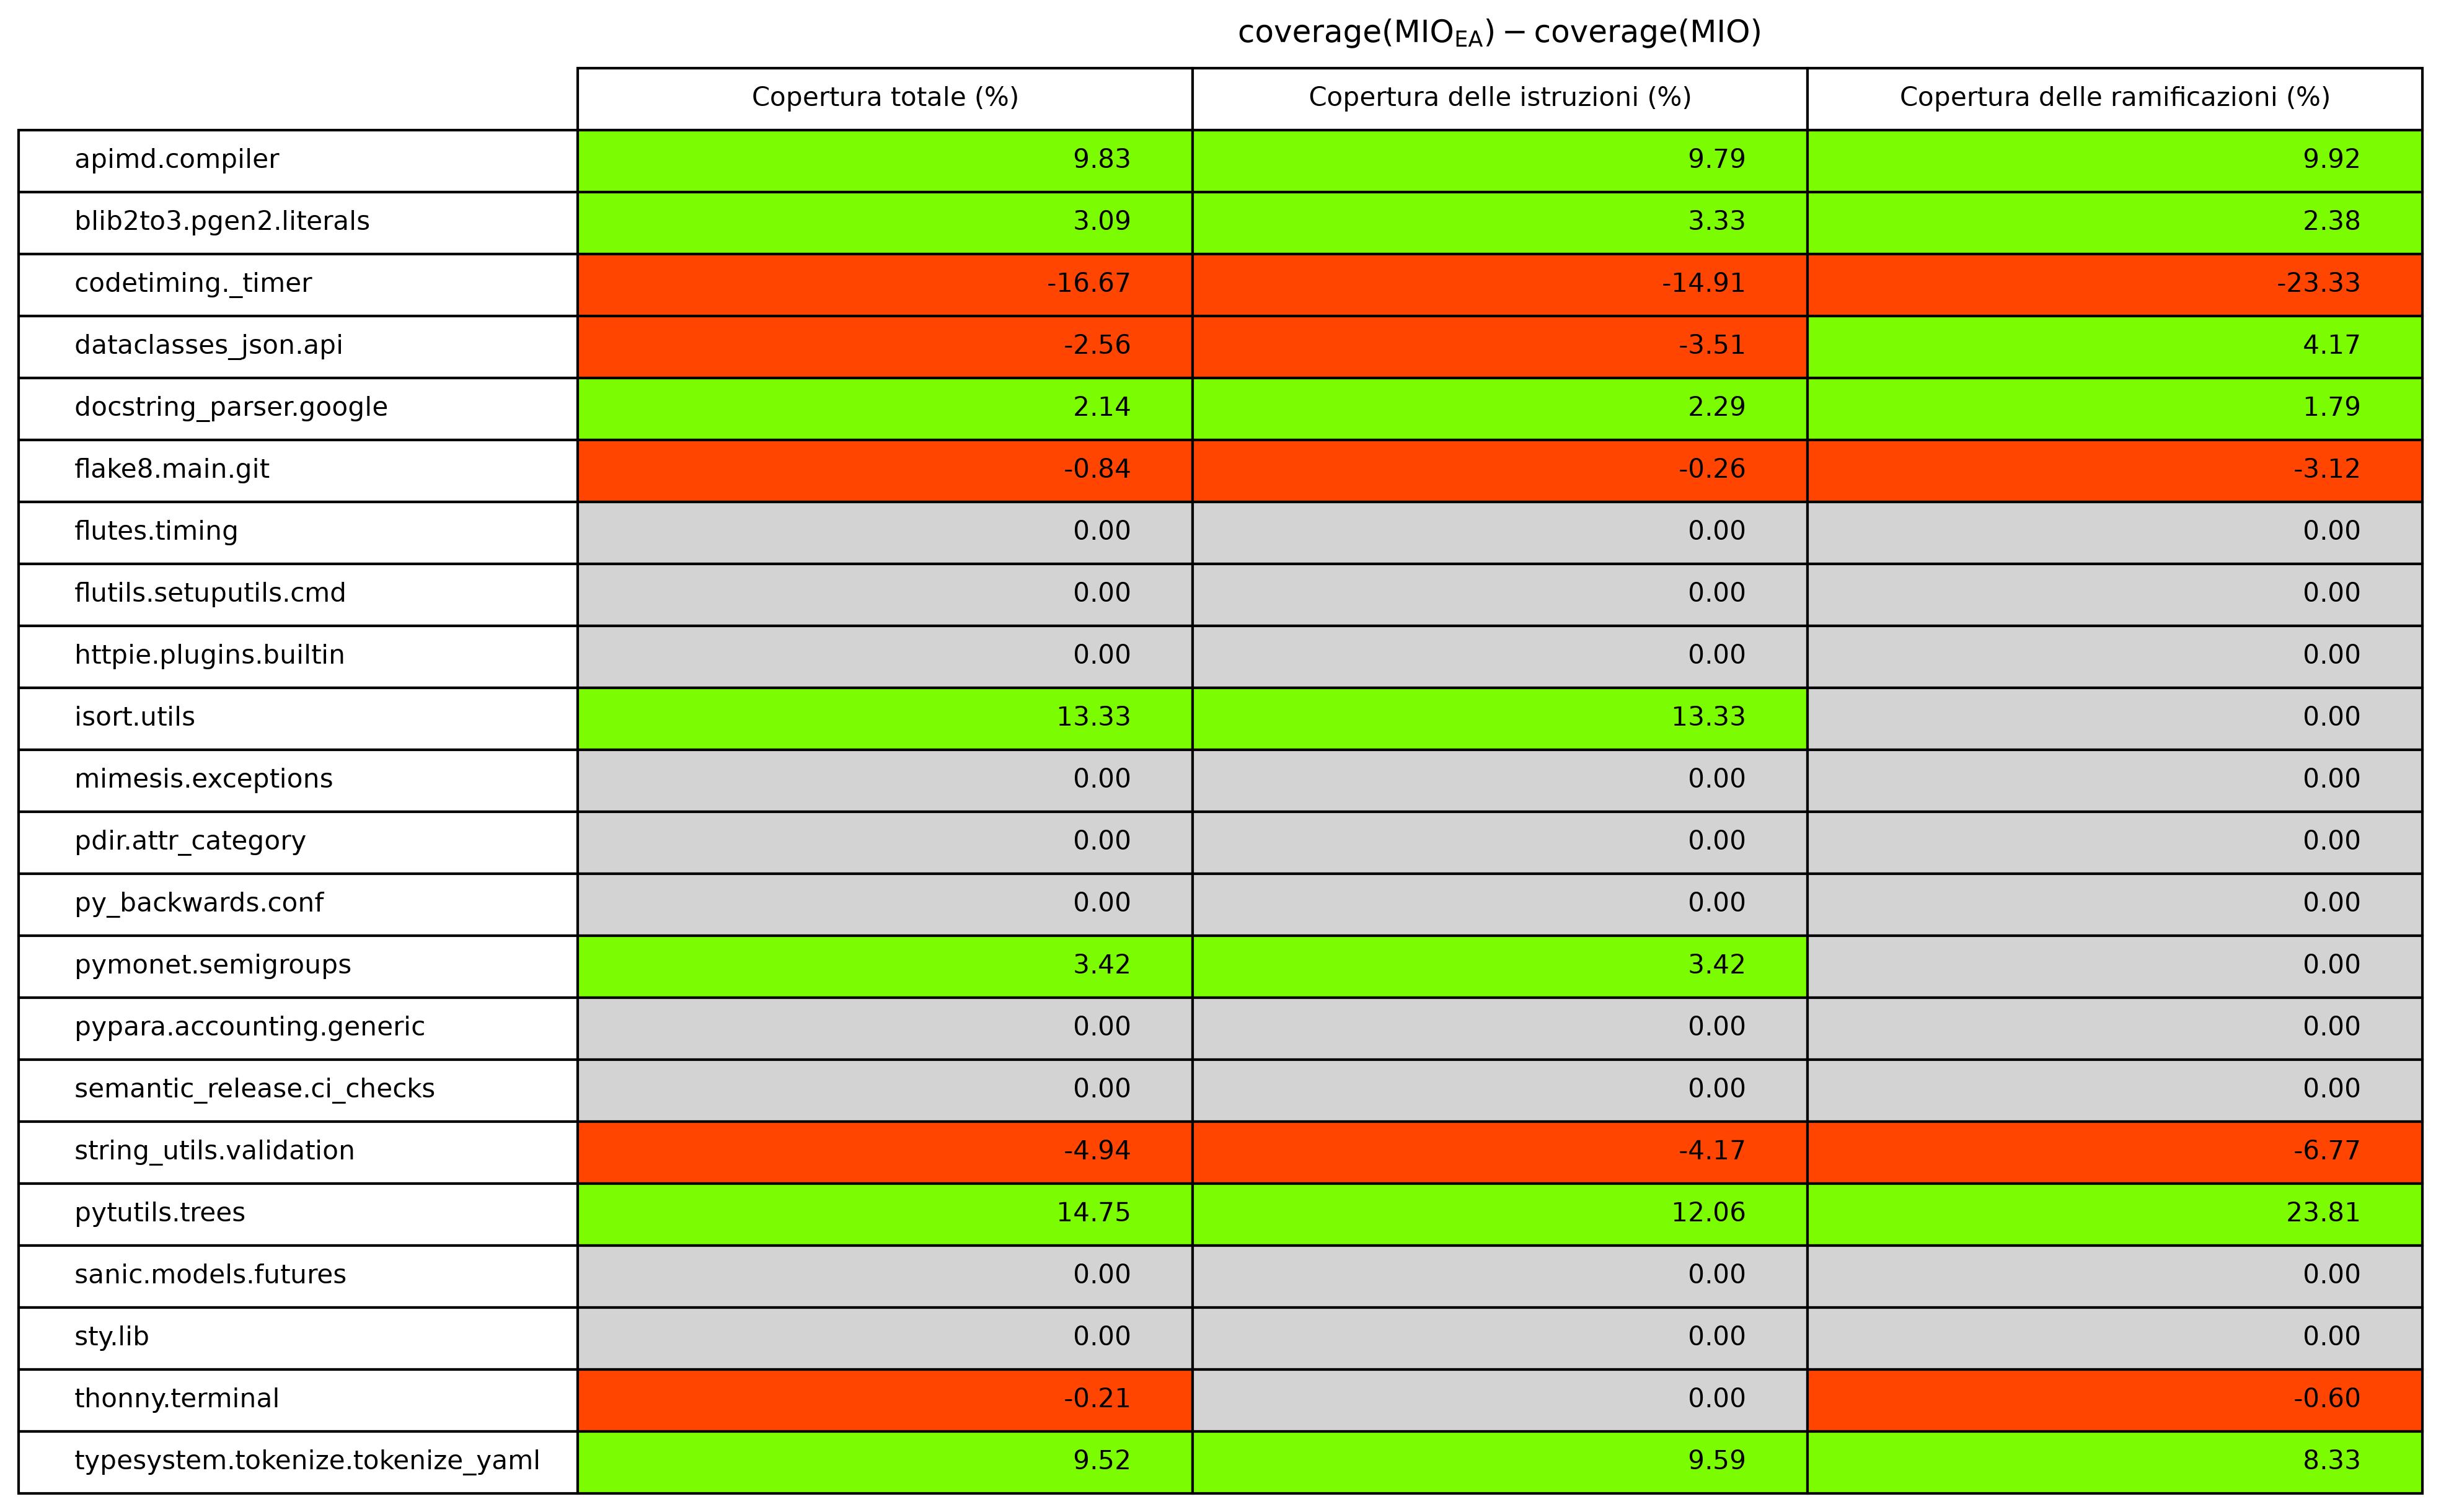 coverage(MIO_EA) − coverage(MIO)
Copertura totale (%) Copertura delle istruzioni (%) Copertura delle ramificazioni (%)
apimd.compiler 9.83 9.79 9.92
blib2to3.pgen2.literals 3.09 3.33 2.38
codetiming._timer -16.67 -14.91 -23.33
dataclasses_json.api -2.56 -3.51 4.17
docstring_parser.google 2.14 2.29 1.79
flake8.main.git -0.84 -0.26 -3.12
flutes.timing 0.00 0.00 0.00
flutils.setuputils.cmd 0.00 0.00 0.00
httpie.plugins.builtin 0.00 0.00 0.00
isort.utils 13.33 13.33 0.00
mimesis.exceptions 0.00 0.00 0.00
pdir.attr_category 0.00 0.00 0.00
py_backwards.conf 0.00 0.00 0.00
pymonet.semigroups 3.42 3.42 0.00
pypara.accounting.generic 0.00 0.00 0.00
semantic_release.ci_checks 0.00 0.00 0.00
string_utils.validation -4.94 -4.17 -6.77
pytutils.trees 14.75 12.06 23.81
sanic.models.futures 0.00 0.00 0.00
sty.lib 0.00 0.00 0.00
thonny.terminal -0.21 0.00 -0.60
typesystem.tokenize.tokenize_yaml 9.52 9.59 8.33